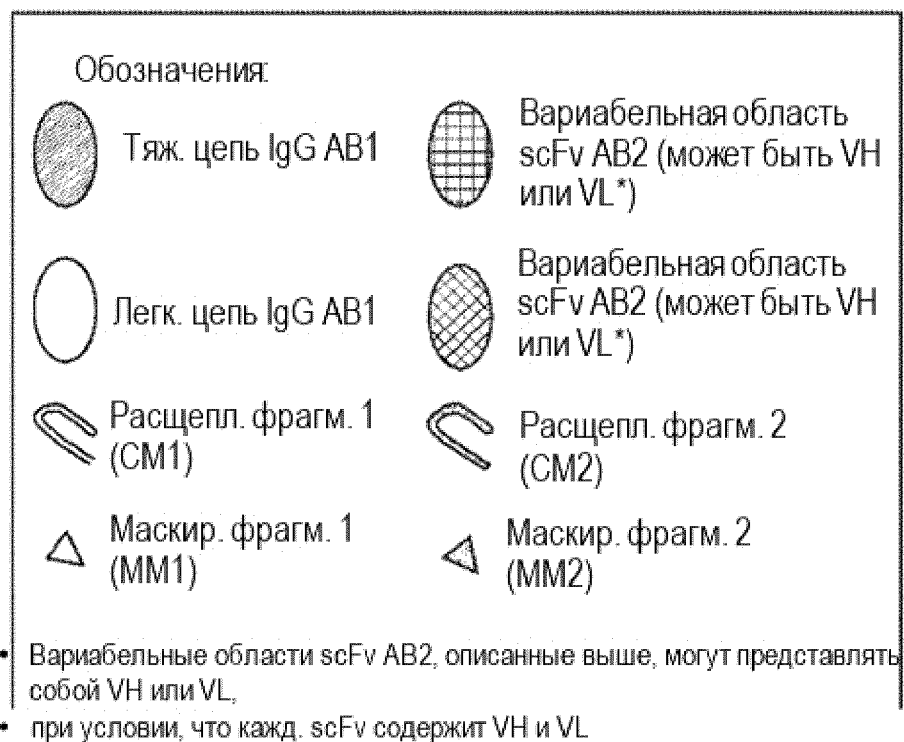 Обозначения:
Тяж. цепь IgG AB1
Вариабельная область
scFv AB2 (может быть VH
или VL*)
Легк. цепь IgG AB1
Вариабельная область
scFv AB2 (может быть VH
или VL*)
Расщепл. фрагм. 1
(CM1)
Расщепл. фрагм. 2
(CM2)
Маскир. фрагм. 1
(MM1)
Маскир. фрагм. 2
(MM2)
• Вариабельные области scFv AB2, описанные выше, могут представлять
собой VH или VL,
• при условии, что кажд. scFv содержит VH и VL